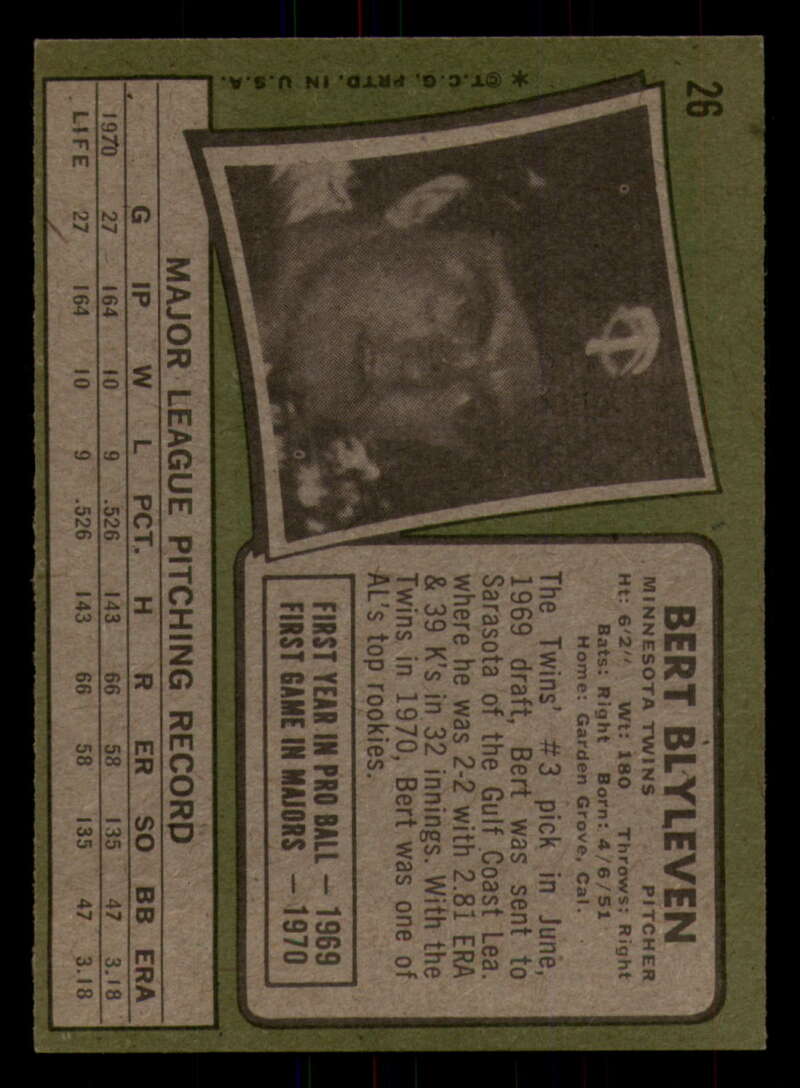 26
BERT BLYLEVEN
MINNESOTA TWINS PITCHER
Ht: 6'2" Wt: 180 Throws: Right
Bats: Right Born: 4/6/51
Home: Garden Grove, Cal.
The Twins' #3 pick in June,
1969 draft, Bert was sent to
Sarasota of the Gulf Coast Lea.
where he was 2-2 with 2.81 ERA
& 39 K's in 32 innings. With the
Twins in 1970, Bert was one of
AL's top rookies.
FIRST YEAR IN PRO BALL — 1969
FIRST GAME IN MAJORS — 1970
MAJOR LEAGUE PITCHING RECORD
G IP W L PCT. H R ER SO BB ERA
1970 27 164 10 9 .526 143 66 58 135 47 3.18
LIFE 27 164 10 9 .526 143 66 58 135 47 3.18
* © T.C.G. PRTD. IN U.S.A.